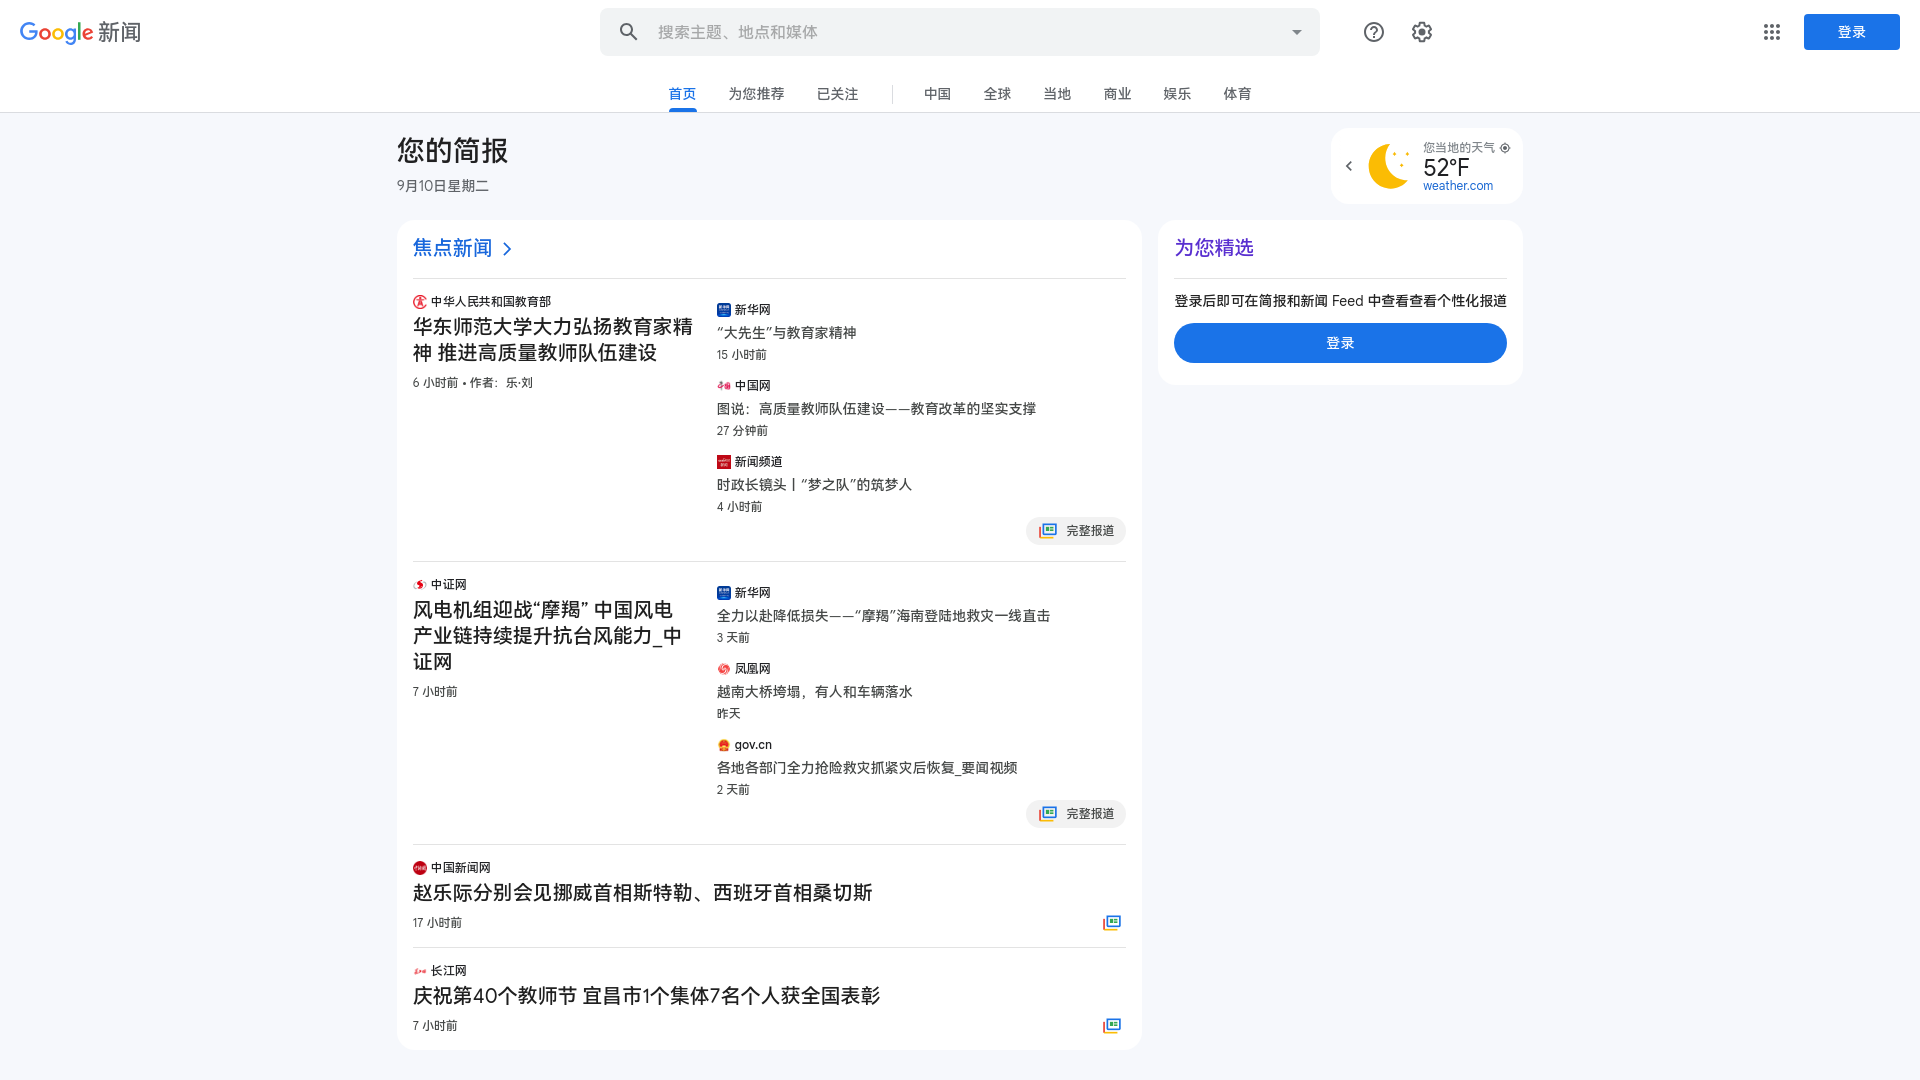 Google 新闻
搜索主题、地点和媒体
登录
首页
为您推荐
已关注
中国
全球
当地
商业
娱乐
体育
您的简报
9月10日星期二
您当地的天气
52°F
weather.com
焦点新闻
中华人民共和国教育部
华东师范大学大力弘扬教育家精
神 推进高质量教师队伍建设
6 小时前 • 作者：乐·刘
新华网
“大先生”与教育家精神
15 小时前
中国网
图说：高质量教师队伍建设——教育改革的坚实支撑
27 分钟前
新闻频道
时政长镜头丨“梦之队”的筑梦人
4 小时前
完整报道
中证网
风电机组迎战“摩羯” 中国风电
产业链持续提升抗台风能力_中
证网
7 小时前
新华网
全力以赴降低损失——“摩羯”海南登陆地救灾一线直击
3 天前
凤凰网
越南大桥垮塌，有人和车辆落水
昨天
gov.cn
各地各部门全力抢险救灾抓紧灾后恢复_要闻视频
2 天前
完整报道
中国新闻网
赵乐际分别会见挪威首相斯特勒、西班牙首相桑切斯
17 小时前
长江网
庆祝第40个教师节 宜昌市1个集体7名个人获全国表彰
7 小时前
为您精选
登录后即可在简报和新闻 Feed 中查看查看个性化报道
登录